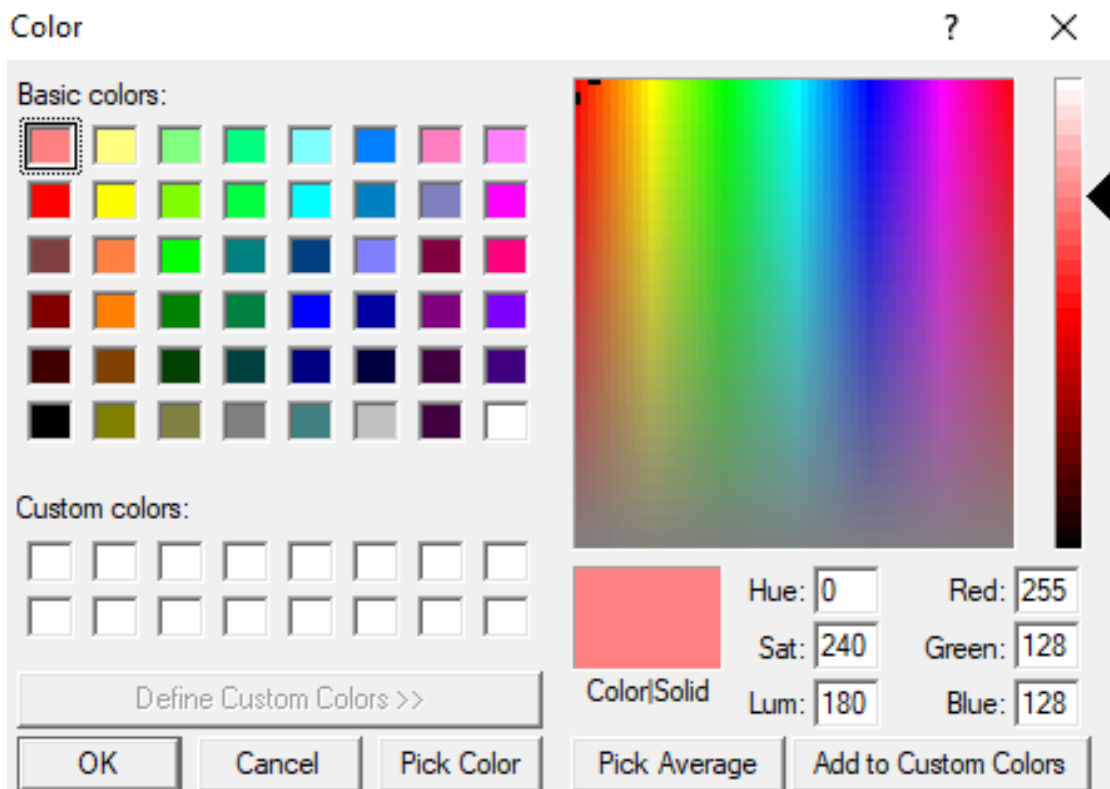 Color ?
Basic colors:
Custom colors:
Define Custom Colors >>
OK Cancel Pick Color
Color|Solid
Hue: 0 Red: 255
Sat: 240 Green: 128
Lum: 180 Blue: 128
Pick Average Add to Custom Colors